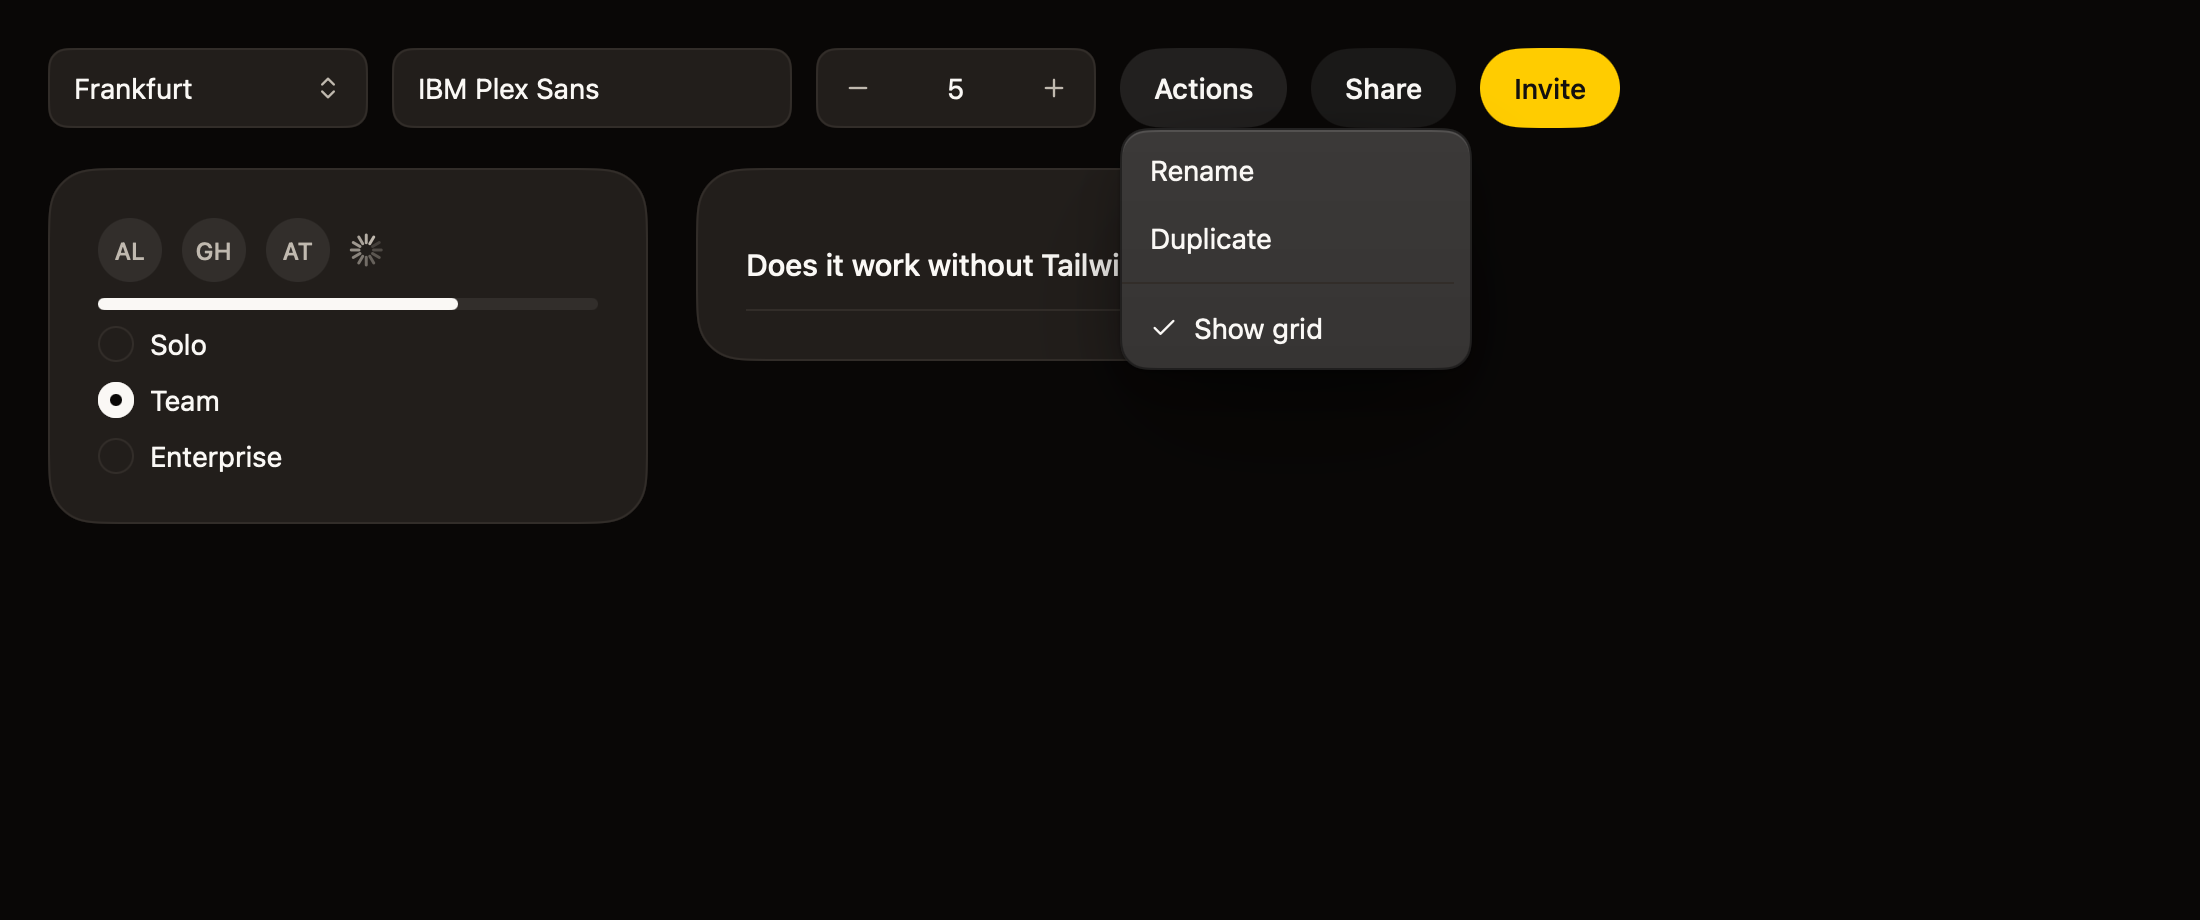 Frankfurt
IBM Plex Sans
5
Actions
Share
Invite
Rename
Duplicate
Show grid
AL
GH
AT
Solo
Team
Enterprise
Does it work without